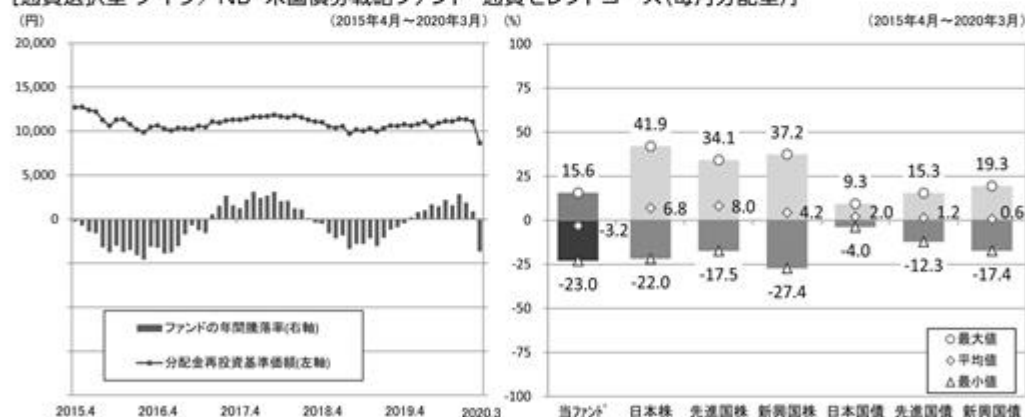 (円)
(2015年4月~2020年3月)
20,000
15,000
10,000
5,000
0
ファンドの年間騰落率(右軸)
分配金再投資基準価額(左軸)
2015.4 2016.4 2017.4 2018.4 2019.4 2020.3
(%)
(2015年4月~2020年3月)
100
75
50
25
0
-25
-50
-75
-100
15.6 41.9 34.1 37.2 9.3 15.3 19.3
-3.2 6.8 8.0 4.2 2.0 1.2 0.6
-23.0 -22.0 -17.5 -27.4 -4.0 -12.3 -17.4
最大値
平均値
最小値
当ファンド 日本株 先進国株 新興国株 日本国債 先進国債 新興国債